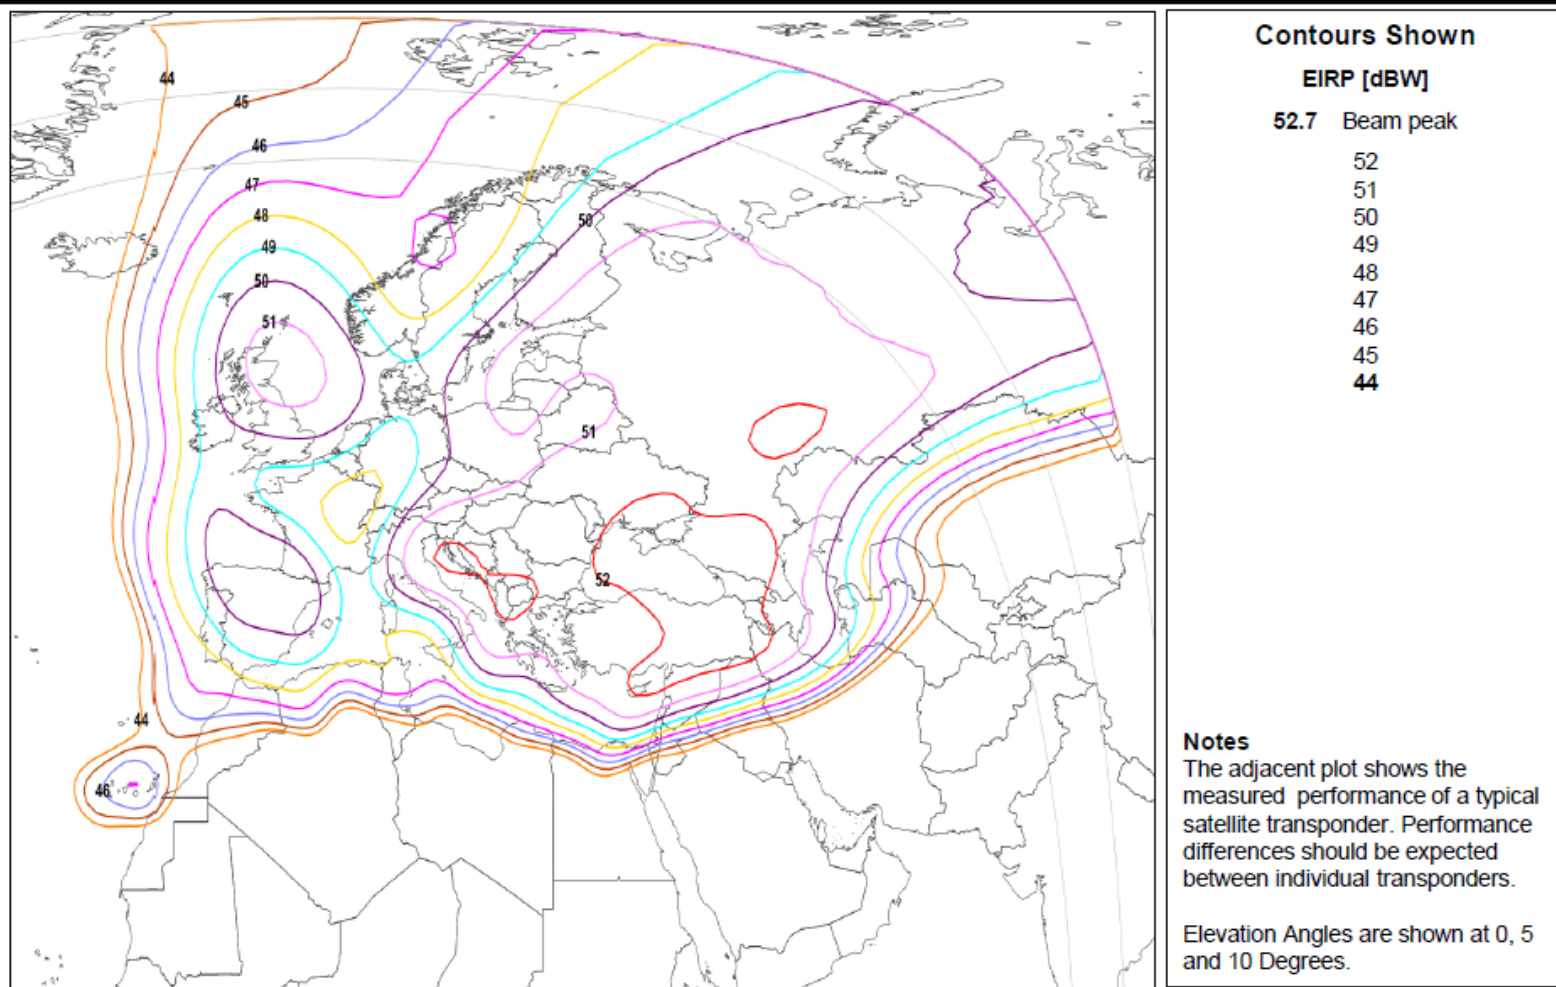 44
45
46
47
48
49
50
51
50
51
52
44
46
Contours Shown
EIRP [dBW]
52.7 Beam peak
52
51
50
49
48
47
46
45
44
Notes
The adjacent plot shows the
measured performance of a typical
satellite transponder. Performance
differences should be expected
between individual transponders.
Elevation Angles are shown at 0, 5
and 10 Degrees.